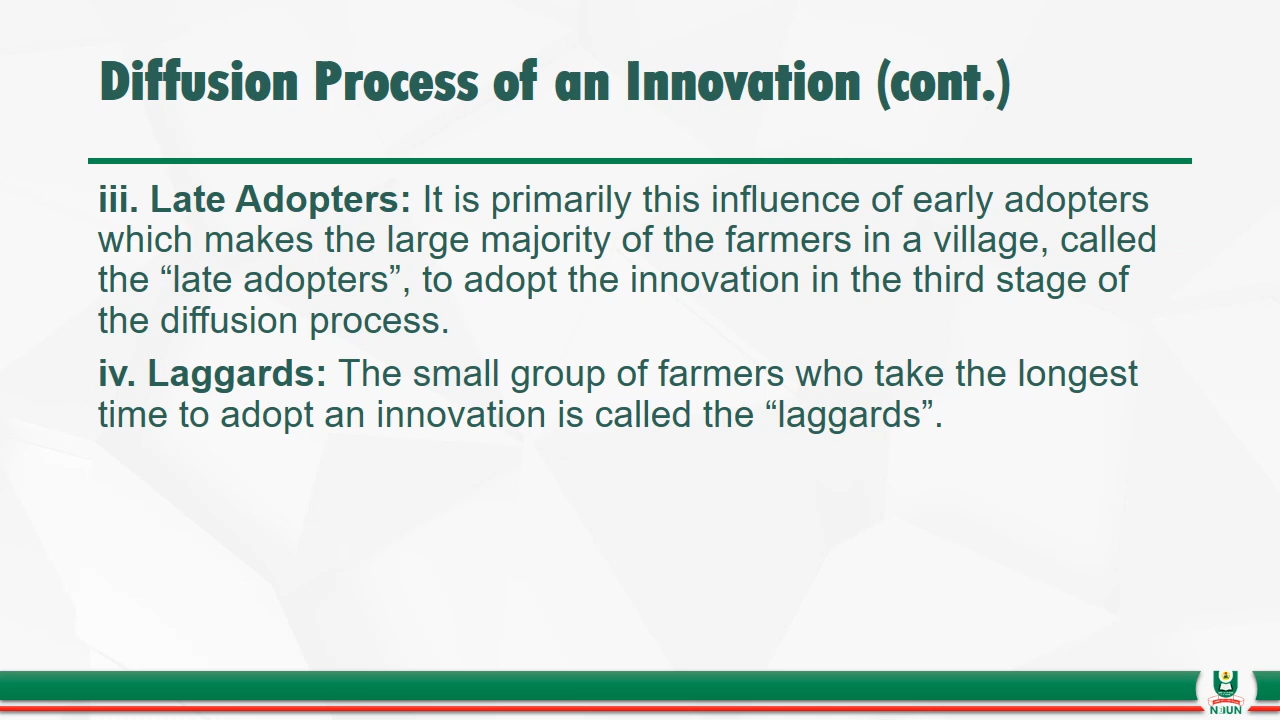 Diffusion Process of an Innovation (cont.)
iii. Late Adopters: It is primarily this influence of early adopters
which makes the large majority of the farmers in a village, called
the “late adopters”, to adopt the innovation in the third stage of
the diffusion process.
iv. Laggards: The small group of farmers who take the longest
time to adopt an innovation is called the “laggards”.